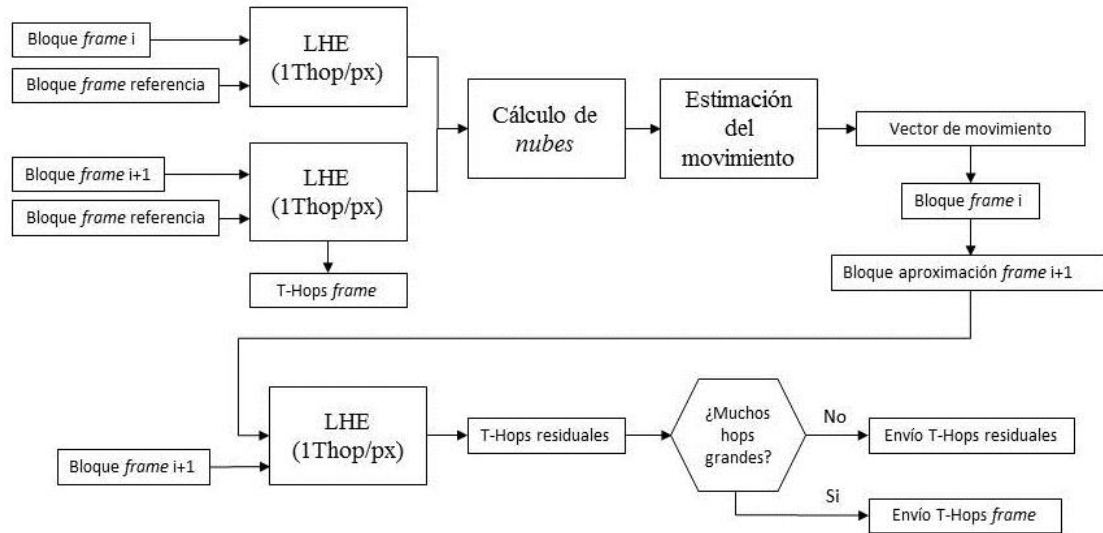 Bloque frame i
Bloque frame referencia
LHE
(1Thop/px)
Bloque frame i+1
Bloque frame referencia
LHE
(1Thop/px)
T-Hops frame
Cálculo de
nubes
Estimación
del
movimiento
Vector de movimiento
Bloque frame i
Bloque aproximación frame i+1
Bloque frame i+1
LHE
(1Thop/px)
T-Hops residuales
¿Muchos
hops
grandes?
No
Envío T-Hops residuales
Si
Envío T-Hops frame